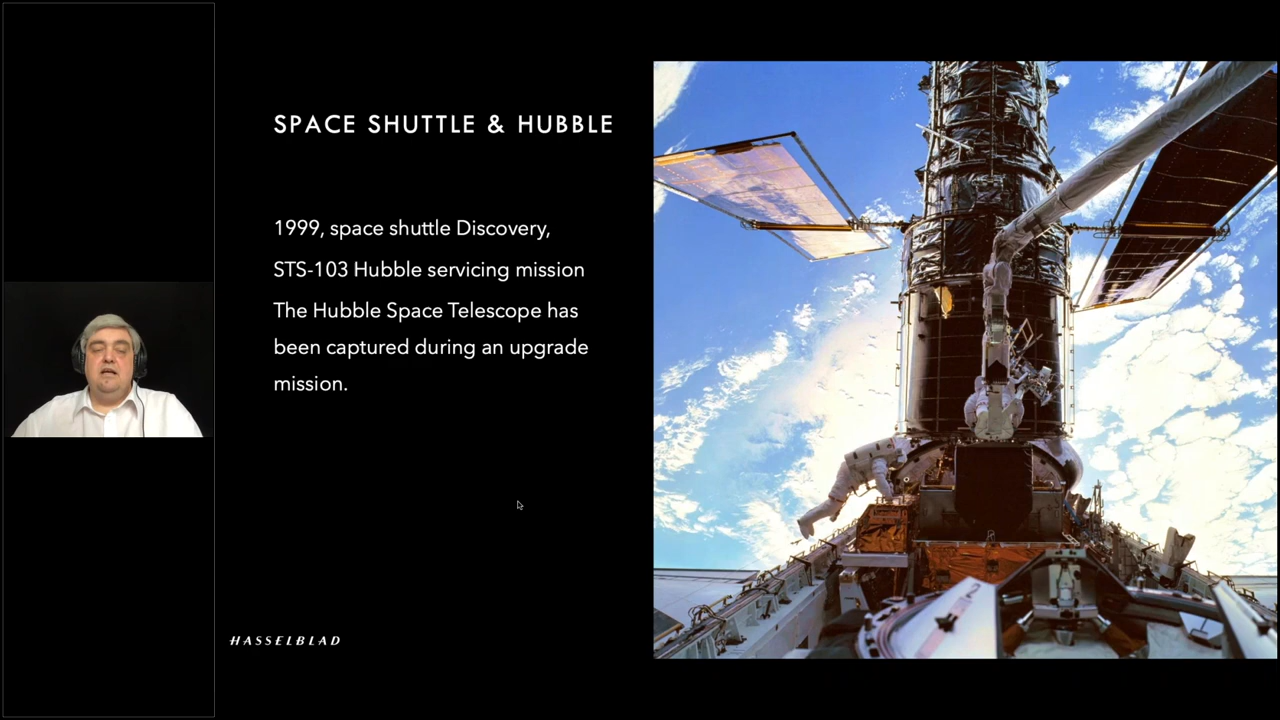 SPACE SHUTTLE & HUBBLE
1999, space shuttle Discovery,
STS-103 Hubble servicing mission
The Hubble Space Telescope has
been captured during an upgrade
mission.
2
HASSELBLAD